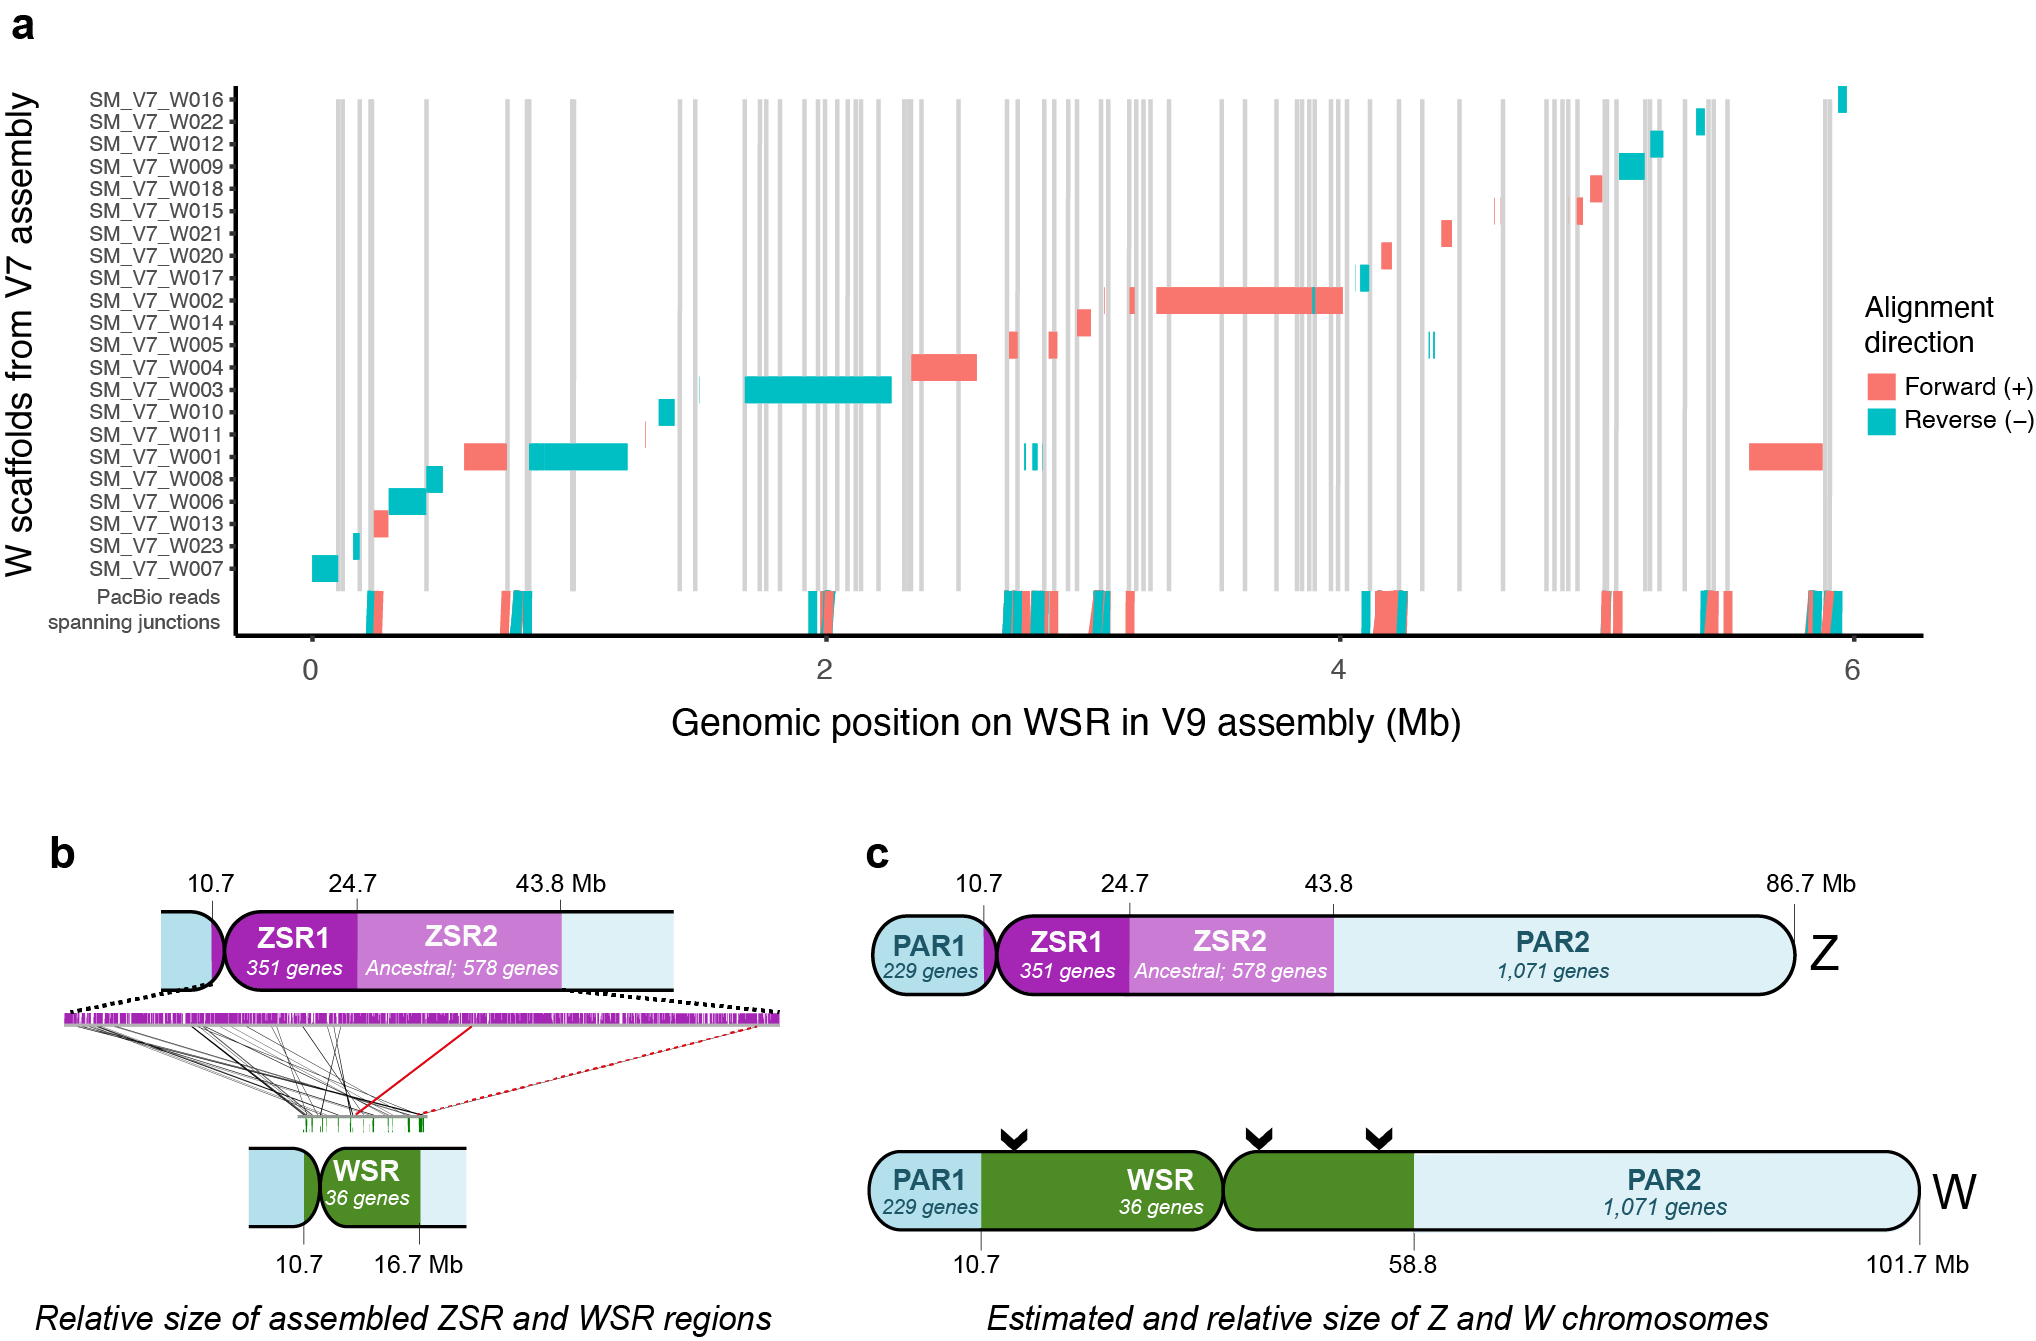 a
W scaffolds from V7 assembly
SM_V7_W016
SM_V7_W022
SM_V7_W012
SM_V7_W009
SM_V7_W018
SM_V7_W015
SM_V7_W021
SM_V7_W020
SM_V7_W017
SM_V7_W002
SM_V7_W014
SM_V7_W005
SM_V7_W004
SM_V7_W003
SM_V7_W010
SM_V7_W011
SM_V7_W001
SM_V7_W008
SM_V7_W006
SM_V7_W013
SM_V7_W023
SM_V7_W007
PacBio reads
spanning junctions
0 2 4 6
Genomic position on WSR in V9 assembly (Mb)
Alignment
direction
Forward (+)
Reverse (−)
b
10.7 24.7 43.8 Mb
ZSR1 ZSR2
351 genes Ancestral; 578 genes
WSR
36 genes
10.7 16.7 Mb
Relative size of assembled ZSR and WSR regions
c
10.7 24.7 43.8 86.7 Mb
PAR1 ZSR1 ZSR2 PAR2 Z
229 genes 351 genes Ancestral; 578 genes 1,071 genes
PAR1 WSR PAR2 W
229 genes 36 genes 1,071 genes
10.7 58.8 101.7 Mb
Estimated and relative size of Z and W chromosomes